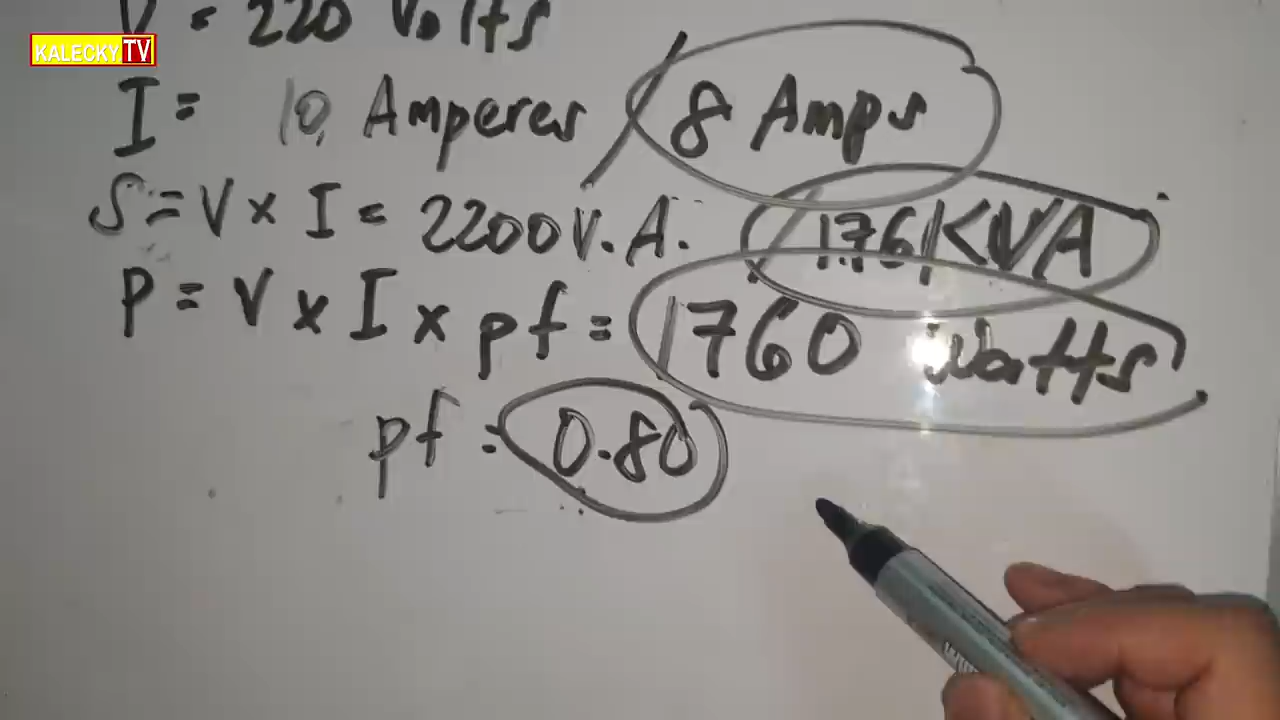 KALECKY TV
V = 220 Volts
I = 10 Amperes / 8 Amps
S = V x I = 2200 V.A. 1.76 KVA
P = V x I x pf = 1760 Watts
pf = 0.80